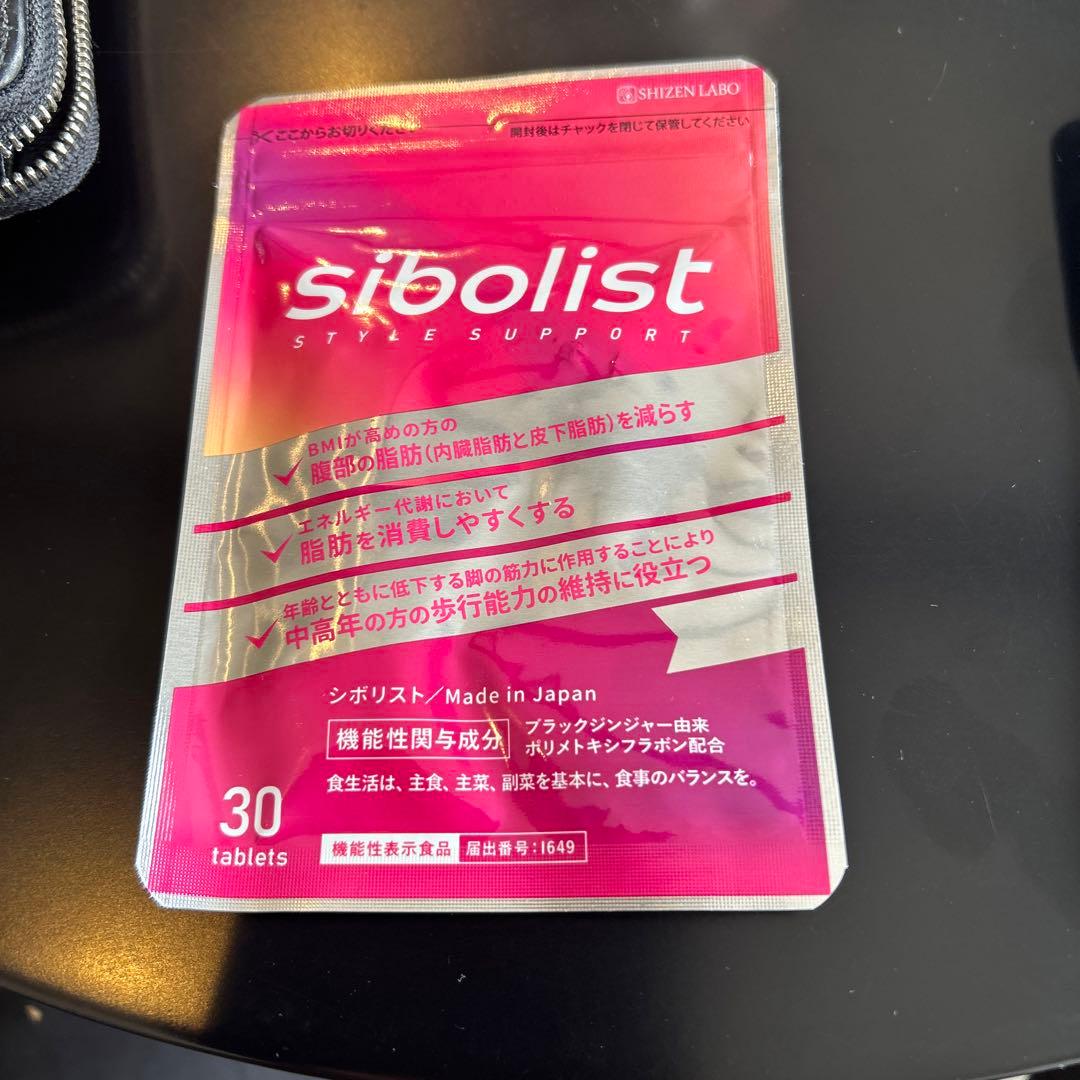 SHIZEN LABO
くここからお切りください
開封後はチャックを閉じて保管してください
sibolist
STYLE SUPPORT
BMIが高めの方の
腹部の脂肪(内臓脂肪と皮下脂肪)を減らす
エネルギー代謝において
脂肪を消費しやすくする
年齢とともに低下する脚の筋力に作用することにより
中高年の方の歩行能力の維持に役立つ
シボリスト/Made in Japan
機能性関与成分
ブラックジンジャー由来
ポリメトキシフラボン配合
食生活は、主食、主菜、副菜を基本に、食事のバランスを。
30
tablets
機能性表示食品 届出番号:I649